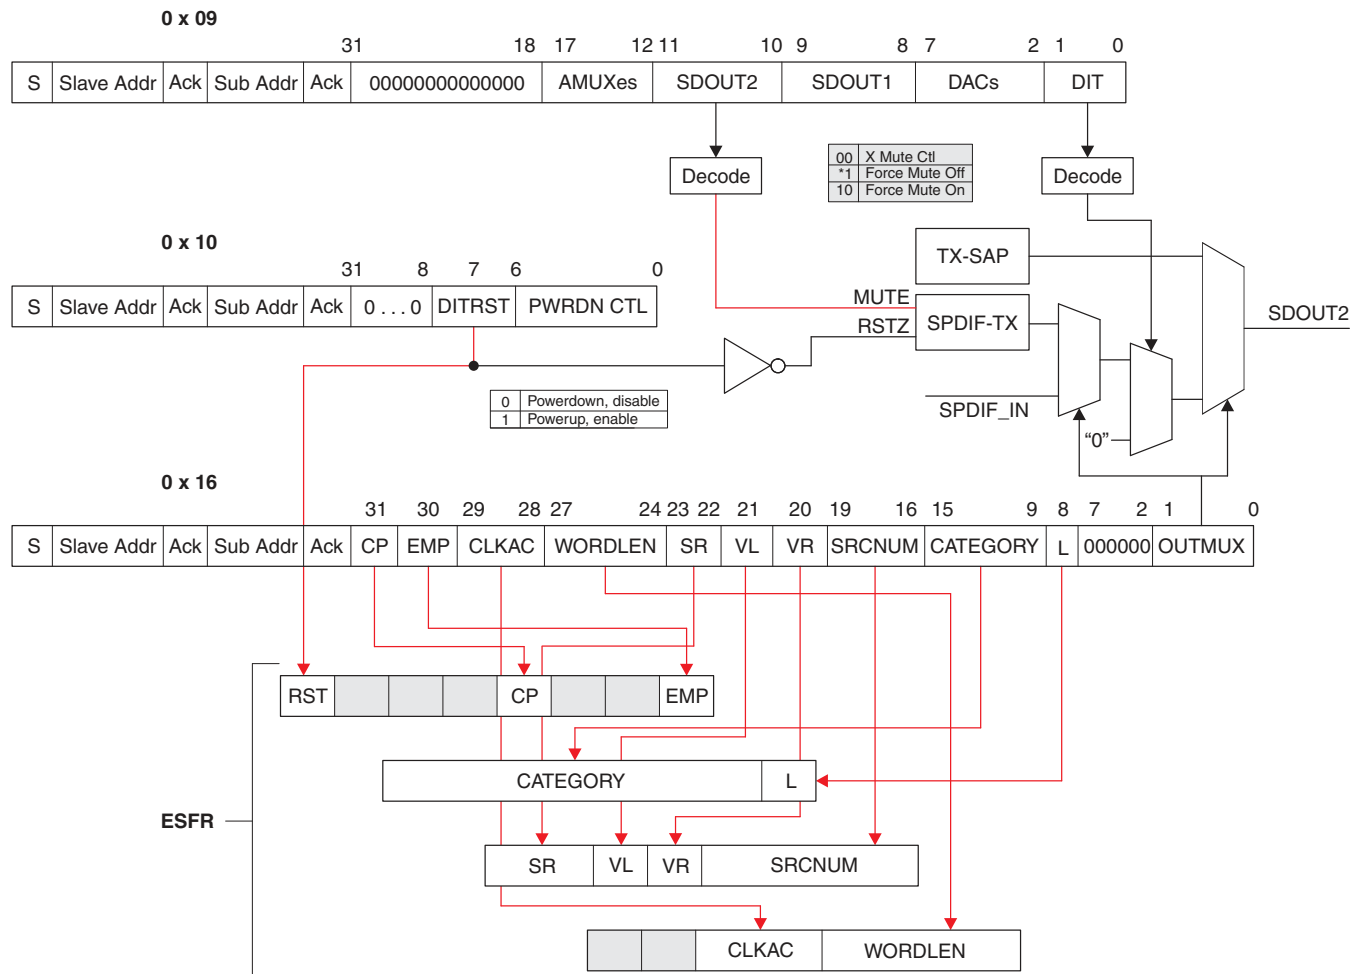 0 x 09
31 18 17 12 11 10 9 8 7 2 1 0
S Slave Addr Ack Sub Addr Ack 00000000000000 AMUXes SDOUT2 SDOUT1 DACs DIT
Decode
00 X Mute Ctl
*1 Force Mute Off
10 Force Mute On
Decode
0 x 10
31 8 7 6 0
S Slave Addr Ack Sub Addr Ack 0 . . . 0 DITRST PWRDN CTL
TX-SAP
MUTE
RSTZ
SPDIF-TX
SDOUT2
0 Powerdown, disable
1 Powerup, enable
SPDIF_IN
“0”
0 x 16
31 30 29 28 27 24 23 22 21 20 19 16 15 9 8 7 2 1 0
S Slave Addr Ack Sub Addr Ack CP EMP CLKAC WORDLEN SR VL VR SRCNUM CATEGORY L 000000 OUTMUX
RST CP EMP
CATEGORY L
ESFR
SR VL VR SRCNUM
CLKAC WORDLEN